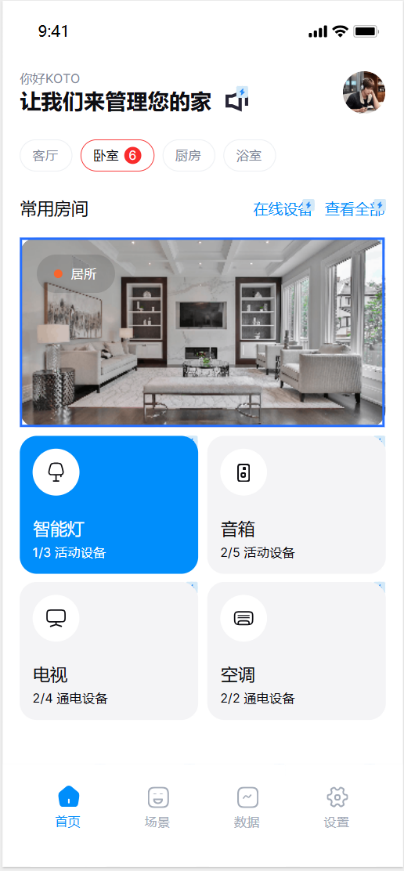 9:41
你好KOTO
让我们来管理您的家
客厅
卧室 6
厨房
浴室
常用房间
在线设备 查看全部
居所
智能灯
1/3 活动设备
音箱
2/5 活动设备
电视
2/4 通电设备
空调
2/2 通电设备
首页
场景
数据
设置